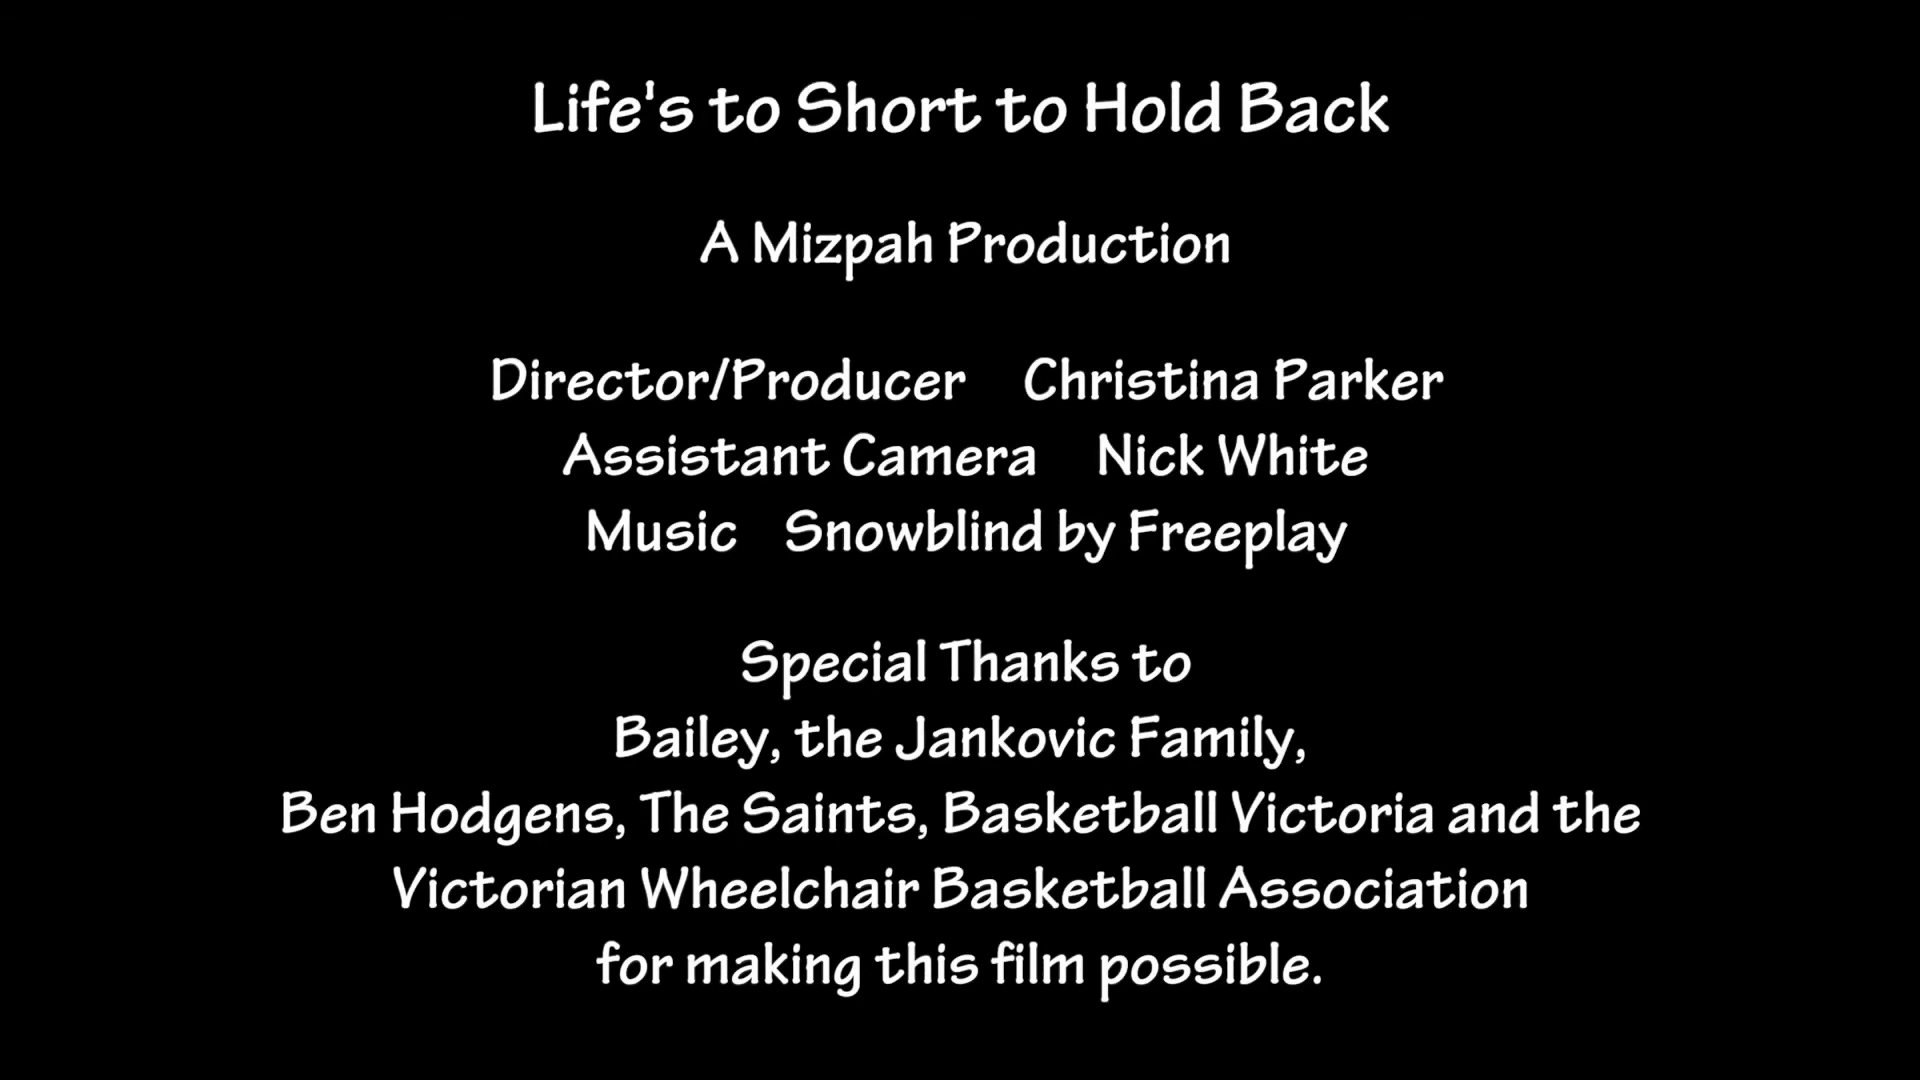 Life's to Short to Hold Back
A Mizpah Production
Director/Producer Christina Parker
Assistant Camera Nick White
Music Snowblind by Freeplay
Special Thanks to
Bailey, the Jankovic Family,
Ben Hodgens, The Saints, Basketball Victoria and the
Victorian Wheelchair Basketball Association
for making this film possible.